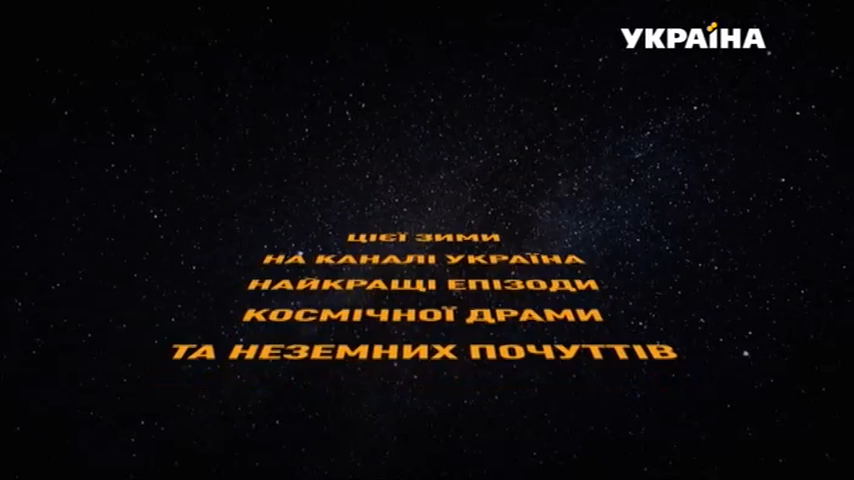 УКРАЇНА
ЦІЄЇ ЗИМИ
НА КАНАЛІ УКРАЇНА
НАЙКРАЩІ ЕПІЗОДИ
КОСМІЧНОЇ ДРАМИ
ТА НЕЗЕМНИХ ПОЧУТТІВ